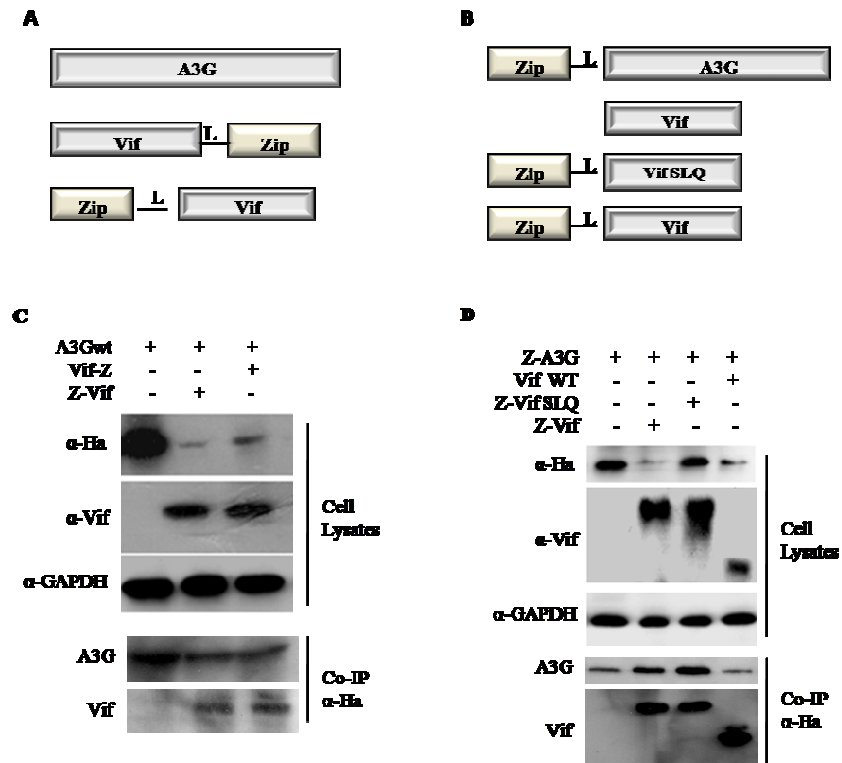 A
A3G
Vif L Zip
Zip L Vif
B
Zip L A3G
Vif
Zip L Vif SLQ
Zip L Vif
C
A3Gwt + + +
Vif-Z - - +
Z-Vif - + -
α-Ha
α-Vif
α-GAPDH
Cell
Lysates
A3G
Vif
Co-IP
α-Ha
D
Z-A3G + + + +
Vif WT - - - +
Z-Vif SLQ - - + -
Z-Vif - + - -
α-Ha
α-Vif
α-GAPDH
Cell
Lysates
A3G
Vif
Co-IP
α-Ha